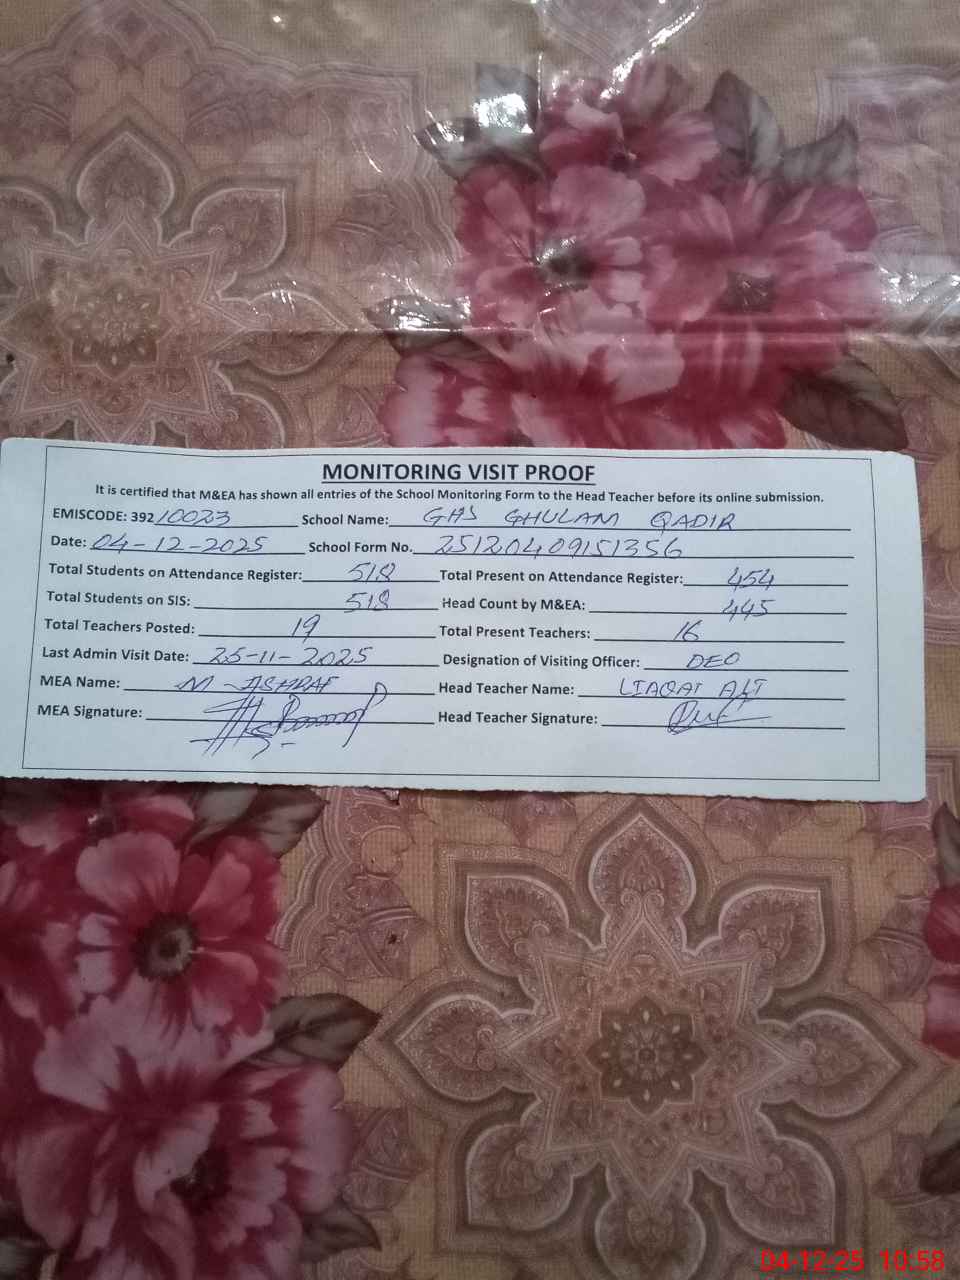 MONITORING VISIT PROOF
It is certified that M&EA has shown all entries of the School Monitoring Form to the Head Teacher before its online submission.
EMISCODE: 39210023 School Name: GHS GHULAM QADIR
Date: 04-12-2025 School Form No. 25120409151356
Total Students on Attendance Register: 518 Total Present on Attendance Register: 454
Total Students on SIS: 518 Head Count by M&EA: 445
Total Teachers Posted: 19 Total Present Teachers: 16
Last Admin Visit Date: 25-11-2025 Designation of Visiting Officer: DEO
MEA Name: M-ASHRAF Head Teacher Name: LIAQAT ALI
MEA Signature: Head Teacher Signature:
04-12-25 10:58